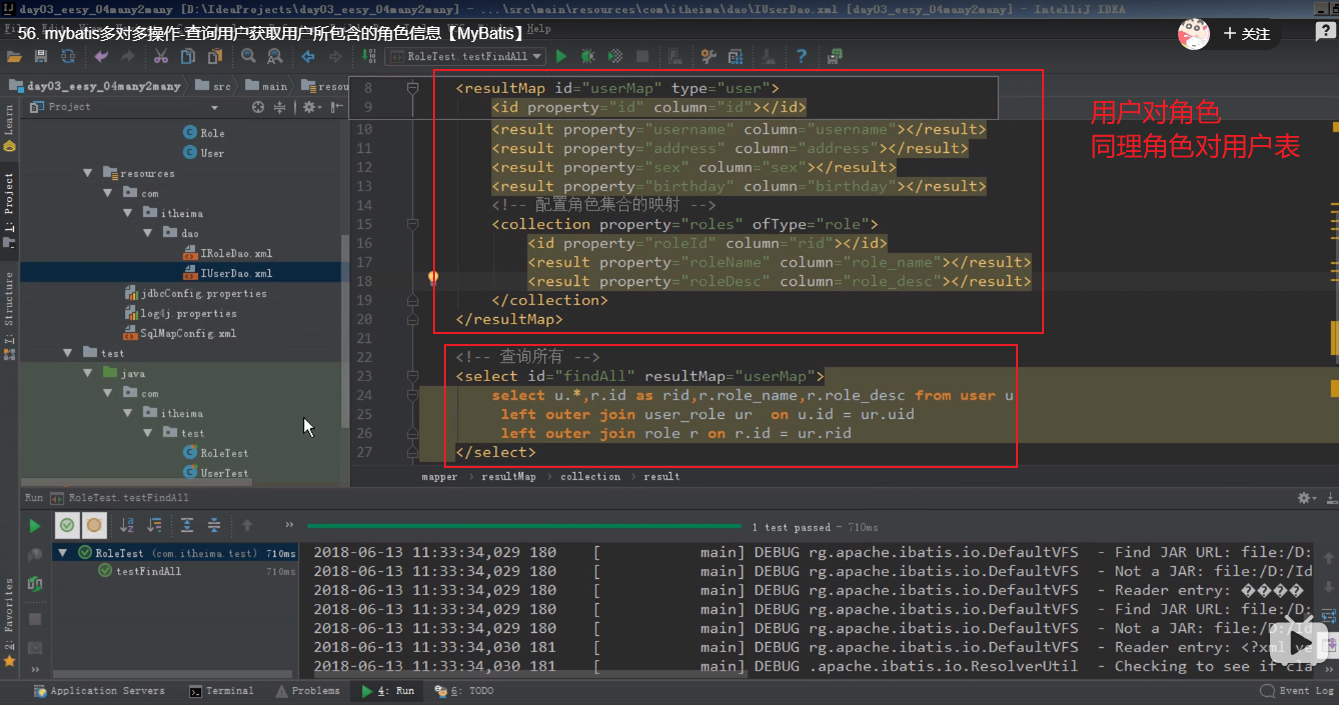 day03_eesy_04many2many [D:\IdeaProjects\day03_eesy_04many2many] - ...\src\main\resources\com\itheima\dao\IUserDao.xml [day03_eesy_04many2many] - IntelliJ IDEA
56. mybatis多对多操作-查询用户获取用户所包含的角色信息【MyBatis】
Help
+ 关注
RoleTest.testFindAll
day03_eesy_04many2many
src
main
resou
Project
Role
User
resources
com
itheima
dao
IRoleDao.xml
IUserDao.xml
jdbcConfig.properties
log4j.properties
SqlMapConfig.xml
test
java
com
itheima
test
RoleTest
UserTest
Learn
1: Project
7: Structure
2: Favorites
8 <resultMap id="userMap" type="user">
9 <id property="id" column="id"></id>
10 <result property="username" column="username"></result>
11 <result property="address" column="address"></result>
12 <result property="sex" column="sex"></result>
13 <result property="birthday" column="birthday"></result>
14 <!-- 配置角色集合的映射 -->
15 <collection property="roles" ofType="role">
16 <id property="roleId" column="rid"></id>
17 <result property="roleName" column="role_name"></result>
18 <result property="roleDesc" column="role_desc"></result>
19 </collection>
20 </resultMap>
21
22 <!-- 查询所有 -->
23 <select id="findAll" resultMap="userMap">
24 select u.*,r.id as rid,r.role_name,r.role_desc from user u
25 left outer join user_role ur  on u.id = ur.uid
26 left outer join role r on r.id = ur.rid
27 </select>
用户对角色
同理角色对用户表
mapper › resultMap › collection › result
Run RoleTest.testFindAll
1 test passed - 710ms
RoleTest (com.itheima.test) 710ms
testFindAll 710ms
2018-06-13 11:33:34,029 180 [ main] DEBUG rg.apache.ibatis.io.DefaultVFS - Find JAR URL: file:/D:
2018-06-13 11:33:34,029 180 [ main] DEBUG rg.apache.ibatis.io.DefaultVFS - Not a JAR: file:/D:/Id
2018-06-13 11:33:34,029 180 [ main] DEBUG rg.apache.ibatis.io.DefaultVFS - Reader entry: ����
2018-06-13 11:33:34,029 180 [ main] DEBUG rg.apache.ibatis.io.DefaultVFS - Find JAR URL: file:/D:
2018-06-13 11:33:34,029 180 [ main] DEBUG rg.apache.ibatis.io.DefaultVFS - Not a JAR: file:/D:/Id
2018-06-13 11:33:34,030 181 [ main] DEBUG rg.apache.ibatis.io.DefaultVFS - Reader entry: <?xml ve
2018-06-13 11:33:34,030 181 [ main] DEBUG .apache.ibatis.io.ResolverUtil - Checking to see if cla
Application Servers
Terminal
Problems
4: Run
6: TODO
Event Log